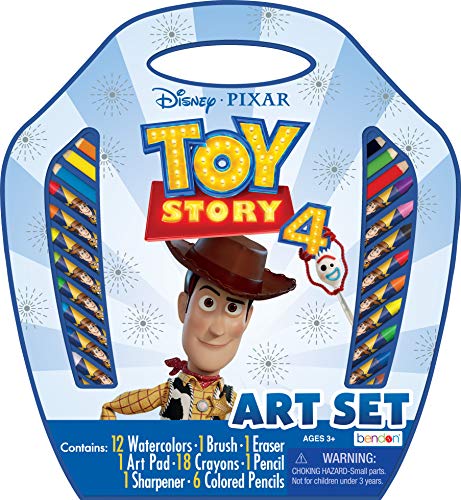 Disney · PIXAR
TOY
STORY
4
ART SET
AGES 3+
bendon®
Contains: 12 Watercolors · 1 Brush · 1 Eraser
1 Art Pad · 18 Crayons · 1 Pencil
1 Sharpener · 6 Colored Pencils
WARNING:
CHOKING HAZARD-Small parts.
Not for children under 3 years.